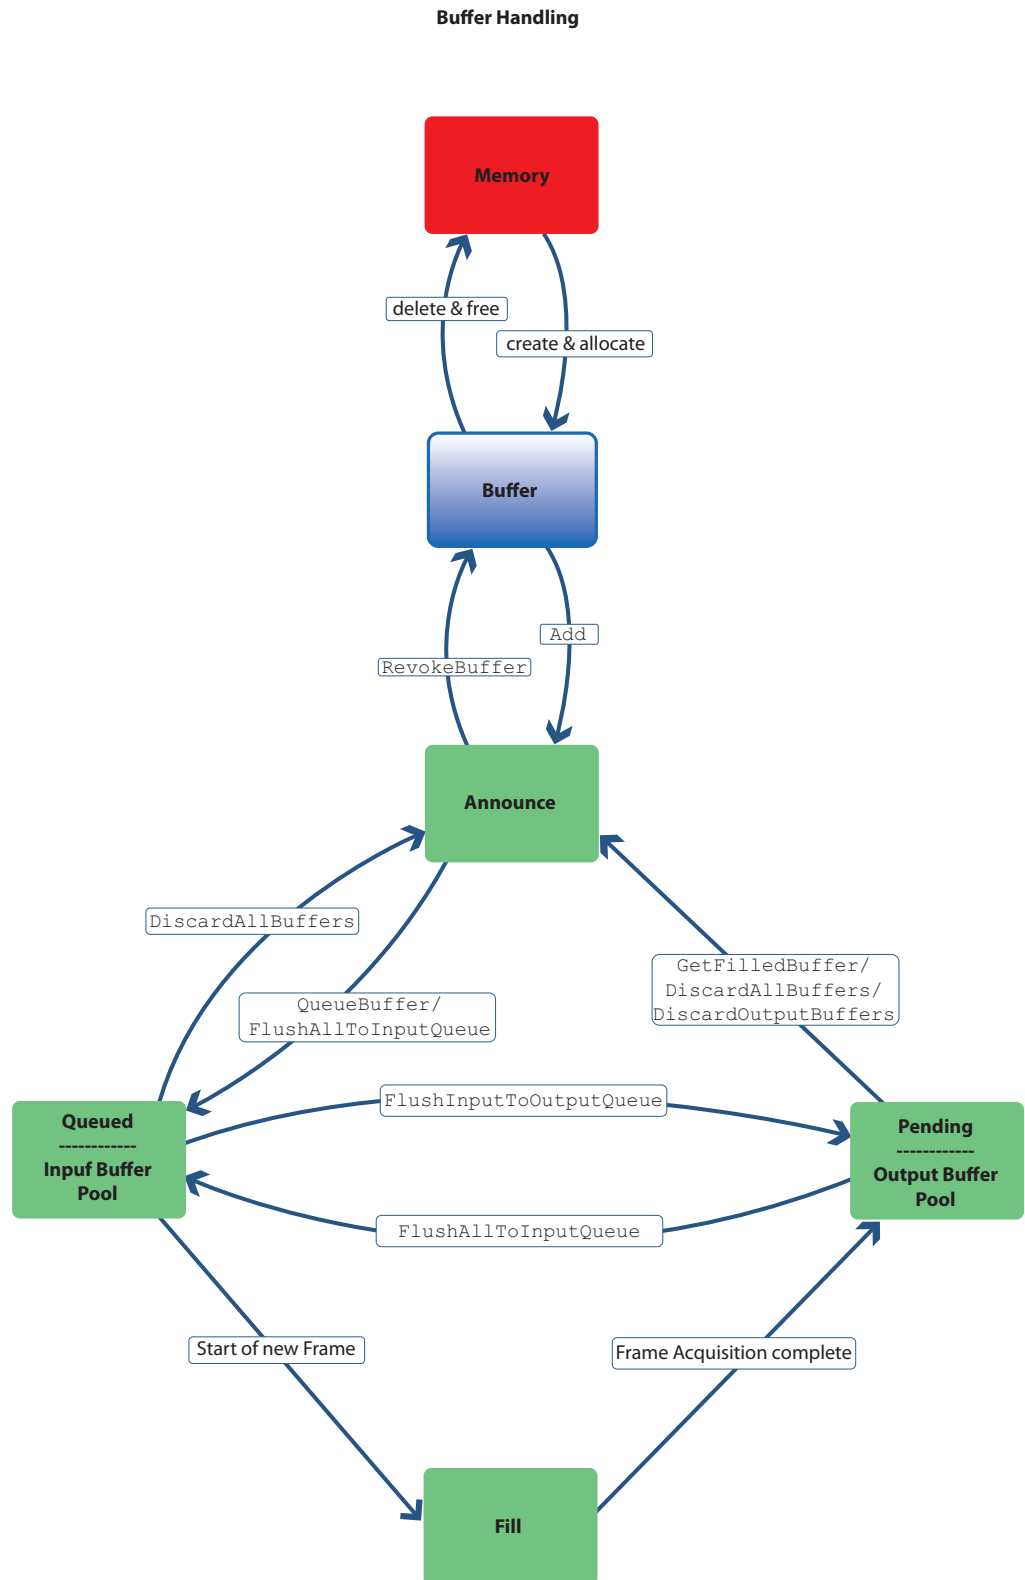 Buffer Handling
Memory
delete & free
create & allocate
Buffer
Add
RevokeBuffer
Announce
DiscardAllBuffers
QueueBuffer/
FlushAllToInputQueue
GetFilledBuffer/
DiscardAllBuffers/
DiscardOutputBuffers
FlushInputToOutputQueue
Queued
------------
Inpuf Buffer
Pool
Pending
------------
Output Buffer
Pool
FlushAllToInputQueue
Start of new Frame
Frame Acquisition complete
Fill